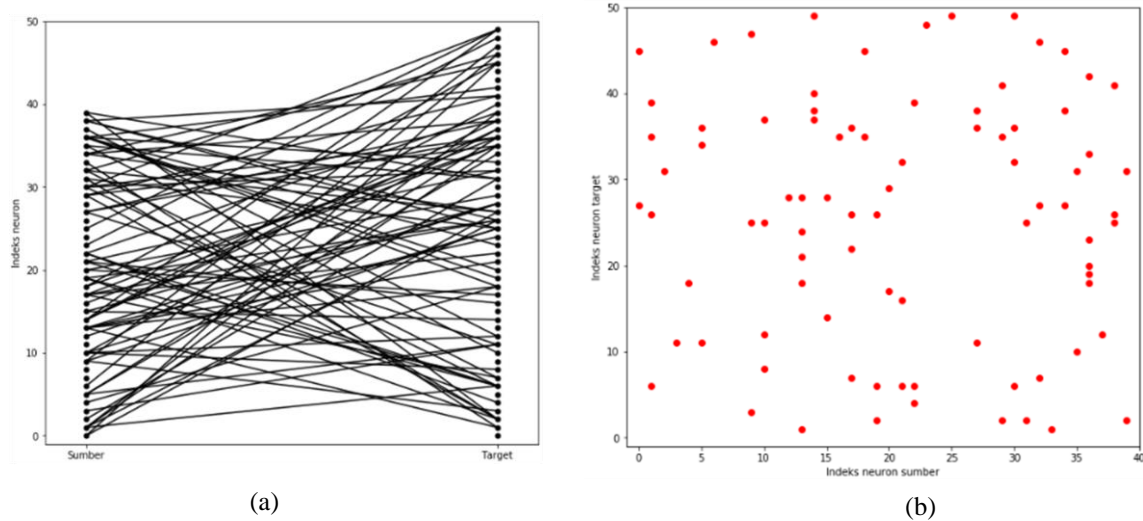 50
40
30
20
10
0
Indeks neuron
Sumber
Target
(a)
50
40
30
20
10
0
Indeks neuron target
0 5 10 15 20 25 30 35 40
Indeks neuron sumber
(b)